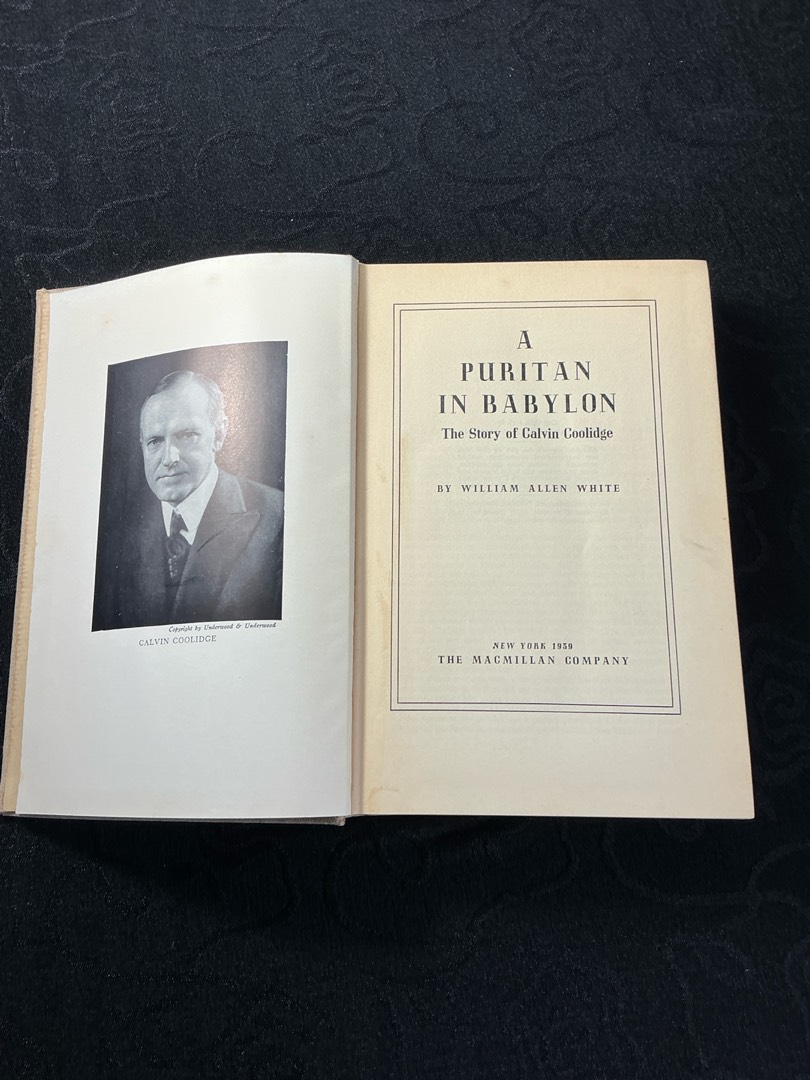 Copyright by Underwood & Underwood
CALVIN COOLIDGE
A
PURITAN
IN BABYLON
The Story of Calvin Coolidge
BY WILLIAM ALLEN WHITE
NEW YORK 1939
THE MACMILLAN COMPANY